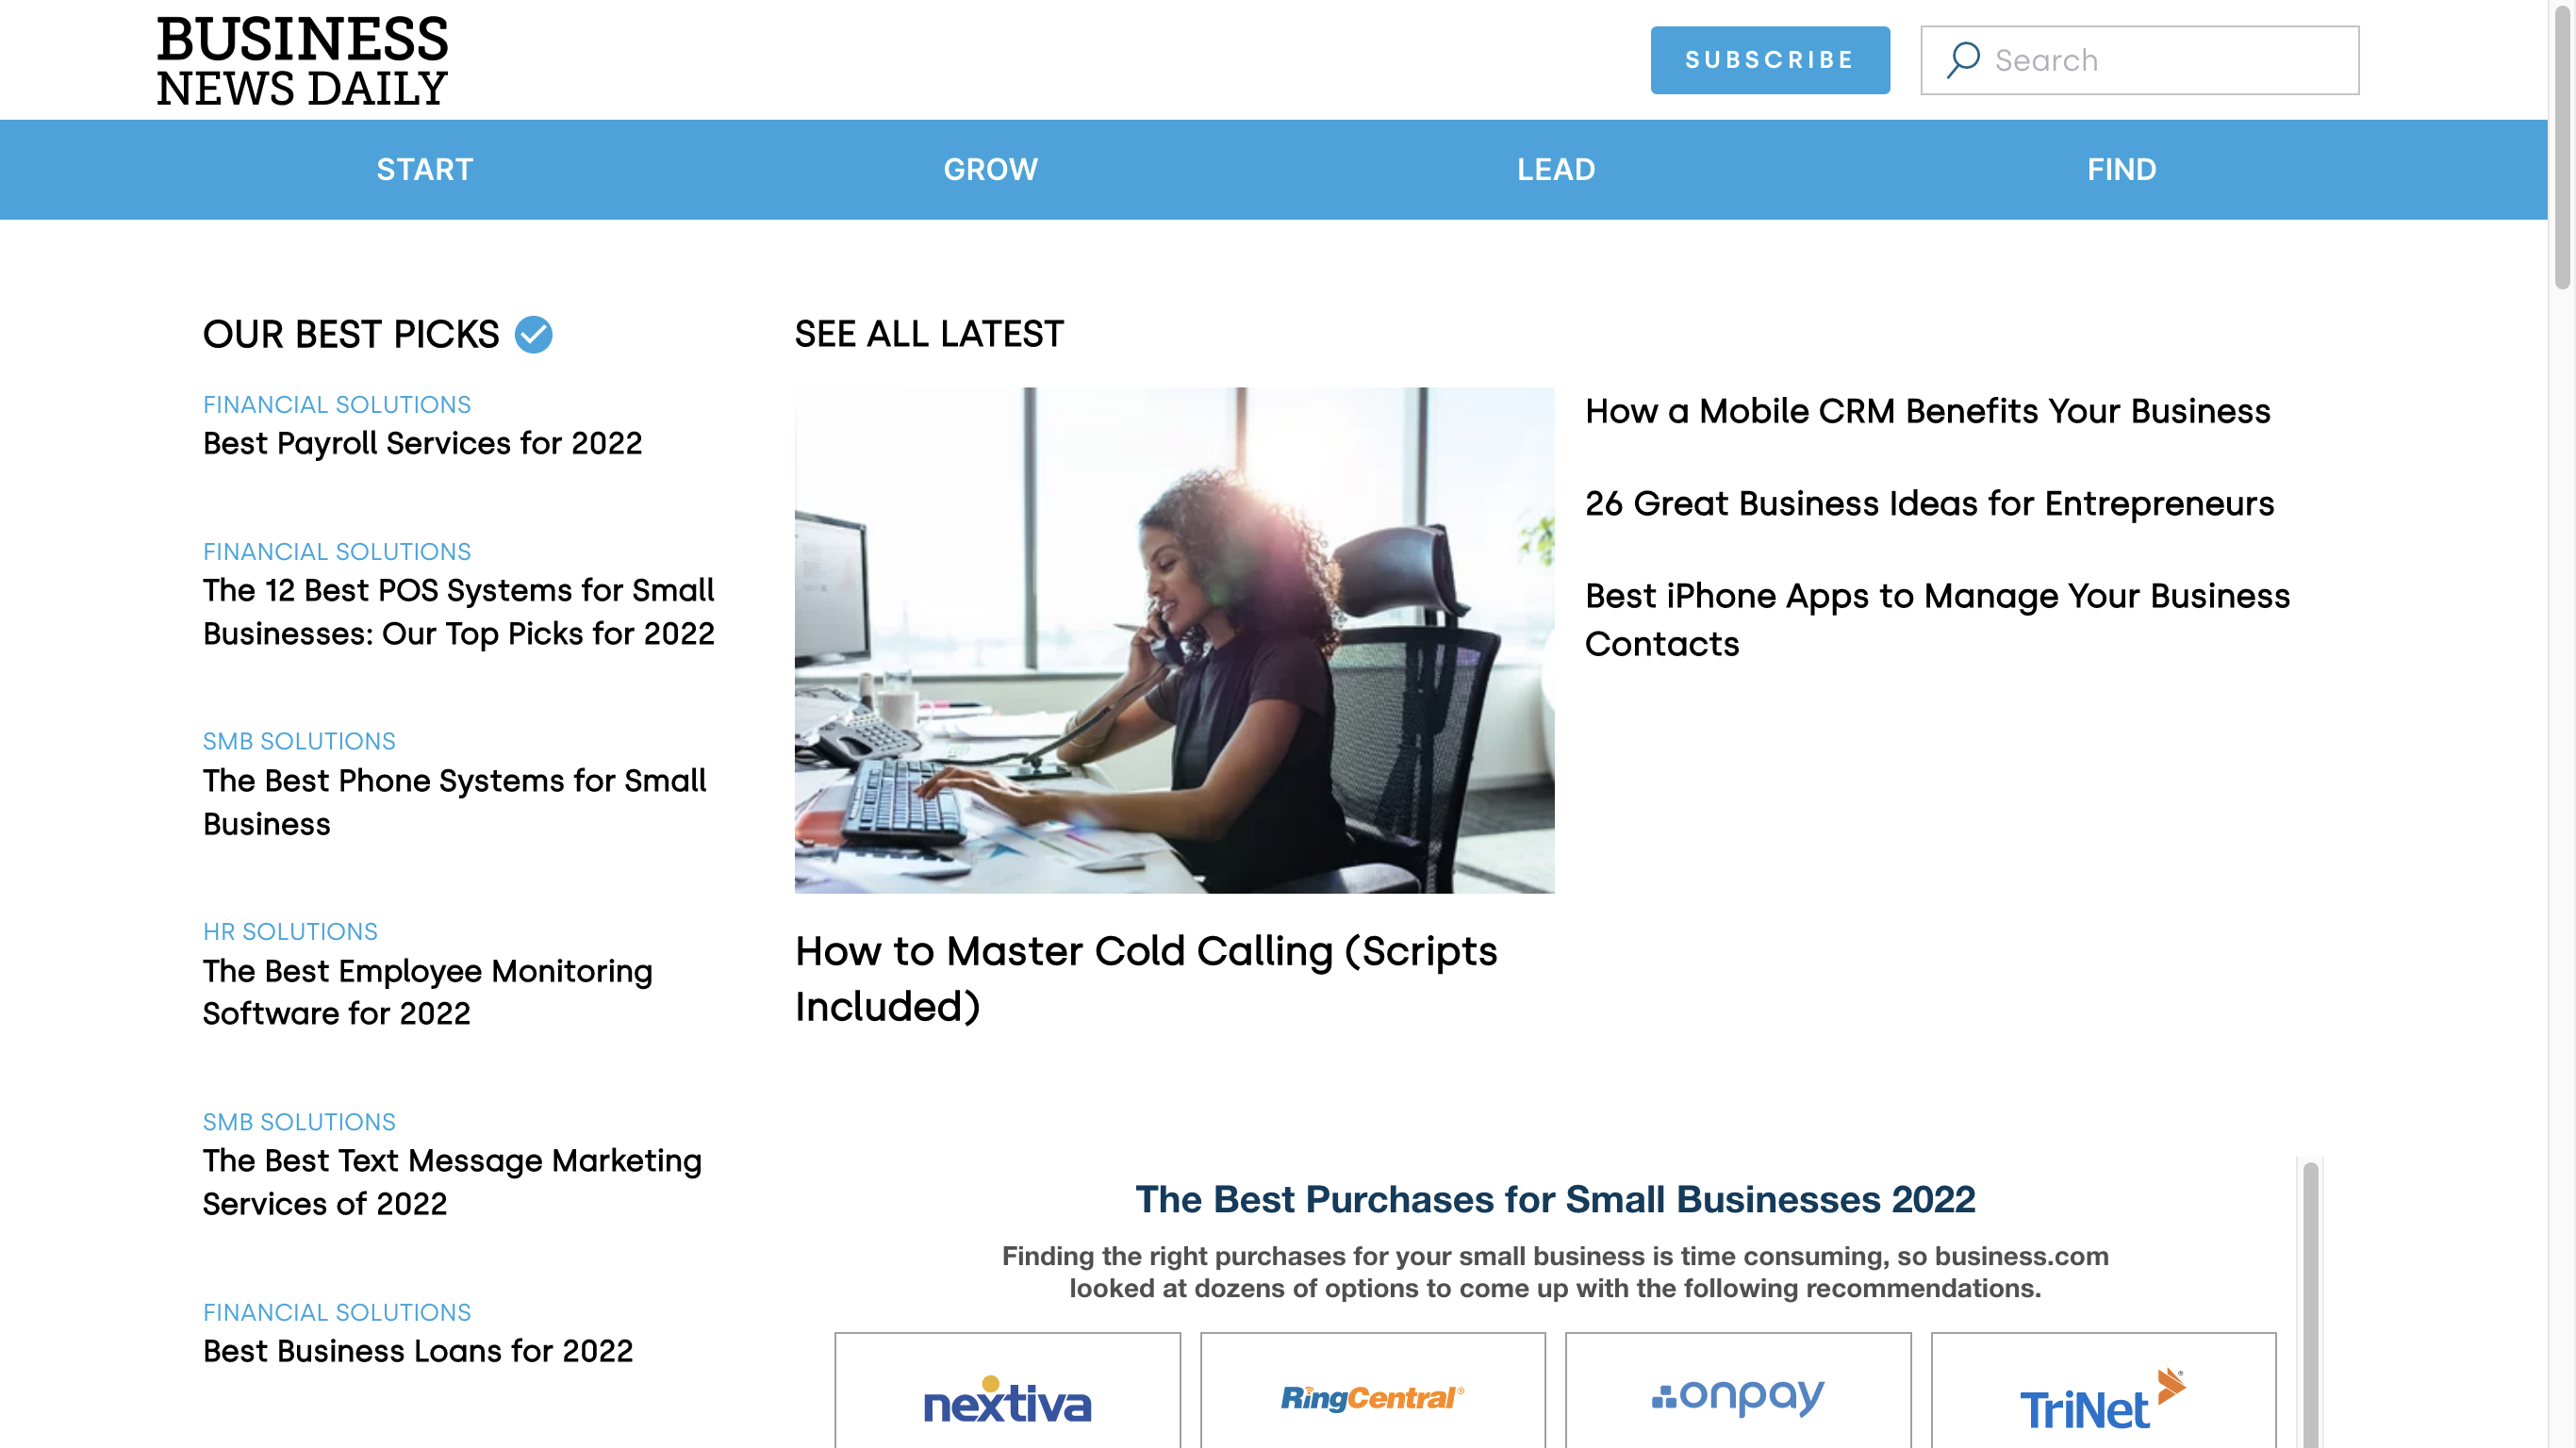 BUSINESS
NEWS DAILY
SUBSCRIBE
Search
START
GROW
LEAD
FIND
OUR BEST PICKS
FINANCIAL SOLUTIONS
Best Payroll Services for 2022
FINANCIAL SOLUTIONS
The 12 Best POS Systems for Small
Businesses: Our Top Picks for 2022
SMB SOLUTIONS
The Best Phone Systems for Small
Business
HR SOLUTIONS
The Best Employee Monitoring
Software for 2022
SMB SOLUTIONS
The Best Text Message Marketing
Services of 2022
FINANCIAL SOLUTIONS
Best Business Loans for 2022
SEE ALL LATEST
How to Master Cold Calling (Scripts
Included)
How a Mobile CRM Benefits Your Business
26 Great Business Ideas for Entrepreneurs
Best iPhone Apps to Manage Your Business
Contacts
The Best Purchases for Small Businesses 2022
Finding the right purchases for your small business is time consuming, so business.com
looked at dozens of options to come up with the following recommendations.
nextiva
RingCentral®
onpay
TriNet